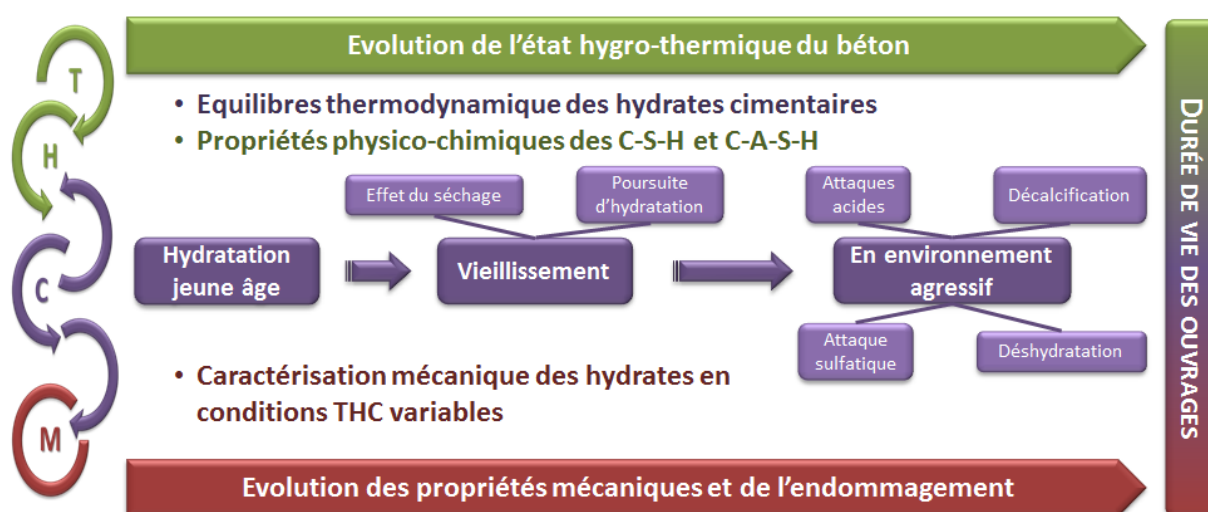 Evolution de l'état hygro-thermique du béton
T
H
C
M
• Equilibres thermodynamique des hydrates cimentaires
• Propriétés physico-chimiques des C-S-H et C-A-S-H
Effet du séchage
Poursuite
d'hydratation
Attaques
acides
Décalcification
Hydratation
jeune âge
Vieillissement
En environnement
agressif
Attaque
sulfatique
Déshydratation
• Caractérisation mécanique des hydrates en
conditions THC variables
Evolution des propriétés mécaniques et de l'endommagement
DURÉE DE VIE DES OUVRAGES